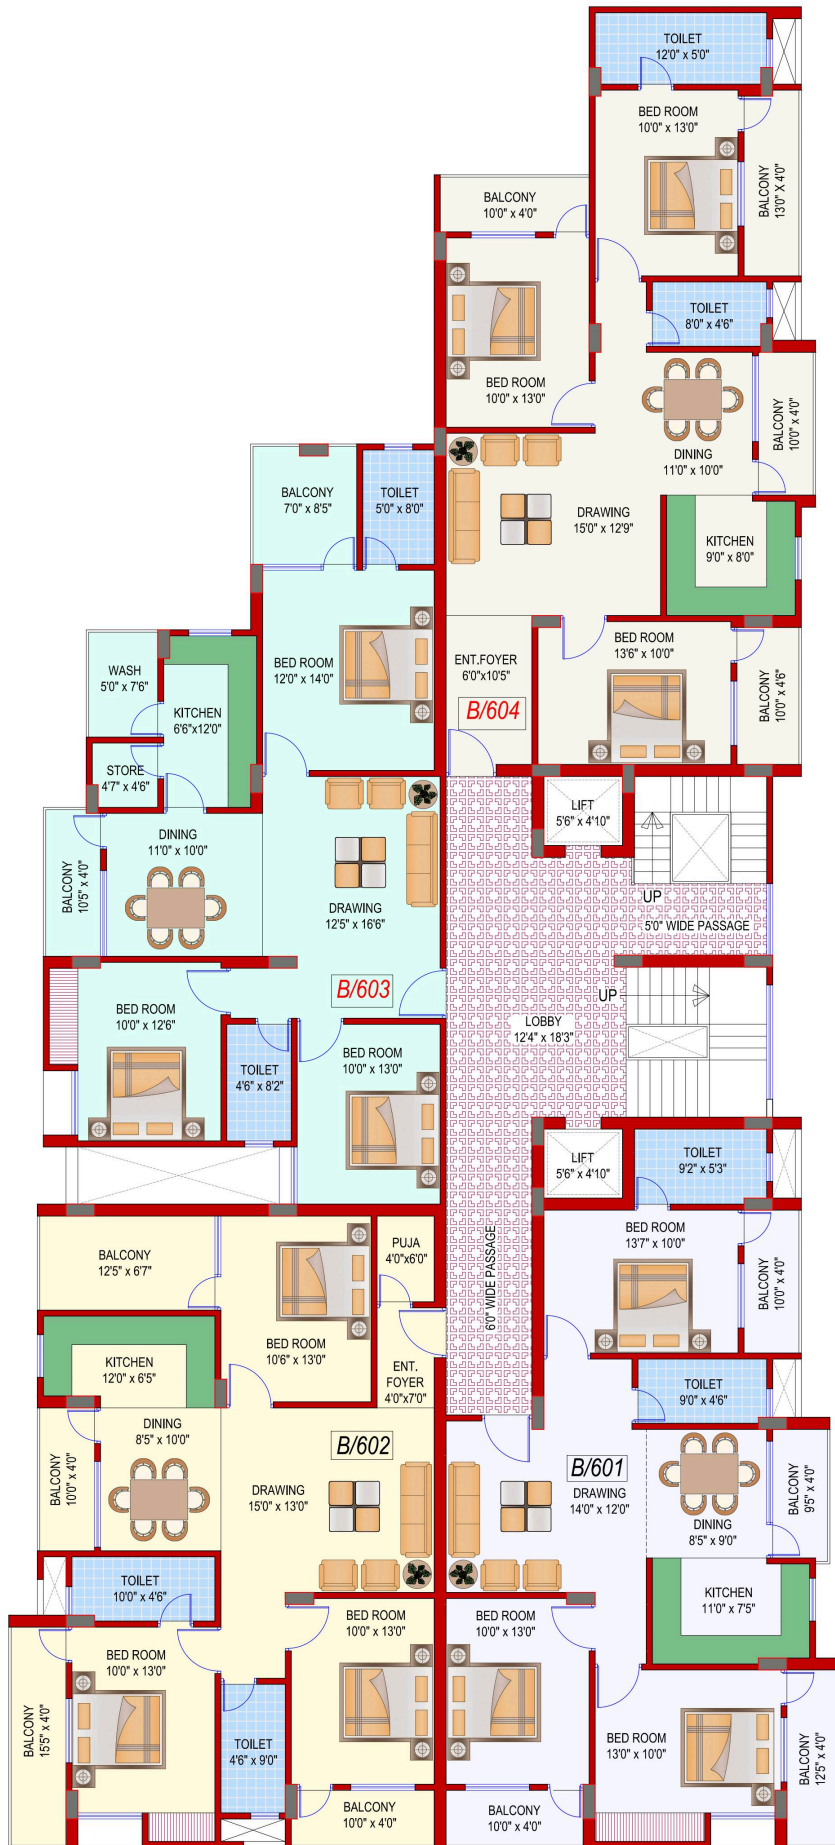 TOILET
12'0" x 5'0"
BED ROOM
10'0" x 13'0"
BALCONY
13'0" X 4'0"
BALCONY
10'0" x 4'0"
TOILET
8'0" x 4'6"
BED ROOM
10'0" x 13'0"
BALCONY
10'0" x 4'0"
DINING
11'0" x 10'0"
DRAWING
15'0" x 12'9"
KITCHEN
9'0" x 8'0"
BED ROOM
13'6" x 10'0"
ENT.FOYER
6'0"x10'5"
B/604
BALCONY
10'0" x 4'6"
BALCONY
7'0" x 8'5"
TOILET
5'0" x 8'0"
BED ROOM
12'0" x 14'0"
WASH
5'0" x 7'6"
KITCHEN
6'6"x12'0"
STORE
4'7" x 4'6"
DINING
11'0" x 10'0"
BALCONY
10'5" x 4'0"
DRAWING
12'5" x 16'6"
B/603
BED ROOM
10'0" x 12'6"
TOILET
4'6" x 8'2"
BED ROOM
10'0" x 13'0"
LIFT
5'6" x 4'10"
UP
5'0" WIDE PASSAGE
UP
LOBBY
12'4" x 18'3"
LIFT
5'6" x 4'10"
6'0" WIDE PASSAGE
TOILET
9'2" x 5'3"
BED ROOM
13'7" x 10'0"
BALCONY
10'0" x 4'0"
TOILET
9'0" x 4'6"
B/601
DRAWING
14'0" x 12'0"
DINING
8'5" x 9'0"
BALCONY
9'5" x 4'0"
KITCHEN
11'0" x 7'5"
BED ROOM
10'0" x 13'0"
BED ROOM
13'0" x 10'0"
BALCONY
12'5" x 4'0"
BALCONY
10'0" x 4'0"
BALCONY
12'5" x 6'7"
PUJA
4'0"x6'0"
BED ROOM
10'6" x 13'0"
ENT.
FOYER
4'0"x7'0"
KITCHEN
12'0" x 6'5"
DINING
8'5" x 10'0"
B/602
BALCONY
10'0" x 4'0"
DRAWING
15'0" x 13'0"
TOILET
10'0" x 4'6"
BED ROOM
10'0" x 13'0"
BED ROOM
10'0" x 13'0"
BALCONY
15'5" x 4'0"
TOILET
4'6" x 9'0"
BALCONY
10'0" x 4'0"